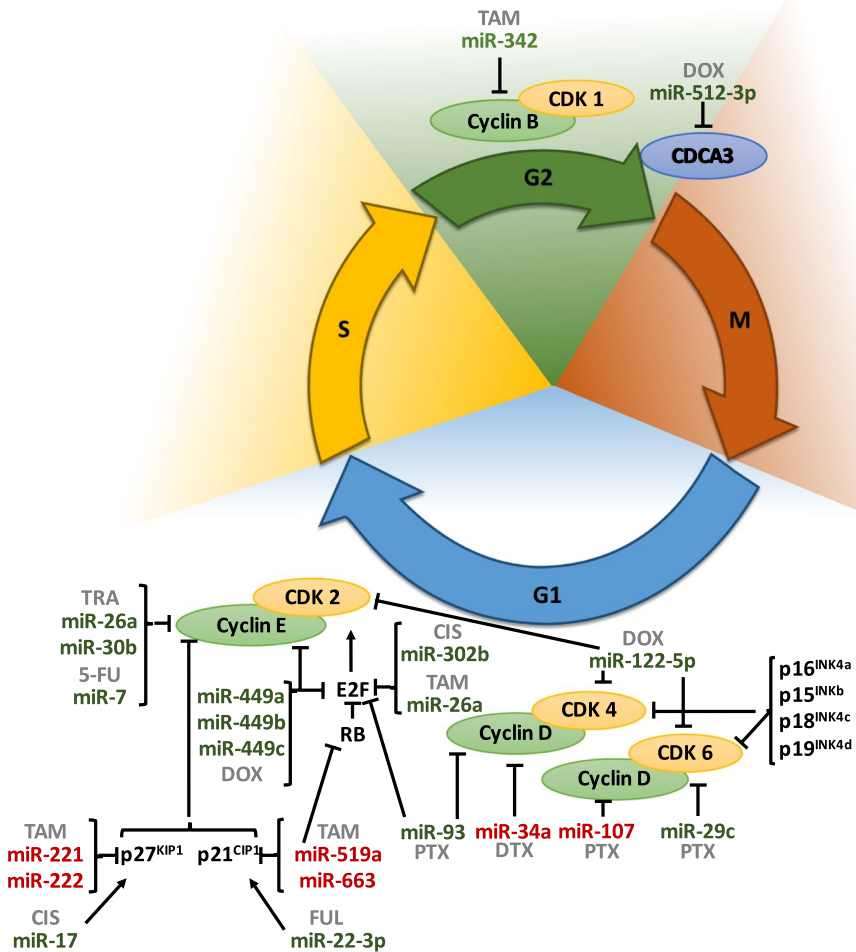 TAM
miR-342
CDK 1
Cyclin B
DOX
miR-512-3p
CDCA3
G2
S
M
G1
TRA
miR-26a
miR-30b
5-FU
miR-7
CDK 2
Cyclin E
miR-449a
miR-449b
miR-449c
DOX
E2F
RB
CIS
miR-302b
TAM
miR-26a
DOX
miR-122-5p
CDK 4
Cyclin D
CDK 6
Cyclin D
p16INK4a
p15INKb
p18INK4c
p19INK4d
TAM
miR-221
miR-222
p27KIP1
p21CIP1
TAM
miR-519a
miR-663
miR-93
PTX
miR-34a
DTX
miR-107
PTX
miR-29c
PTX
CIS
miR-17
FUL
miR-22-3p